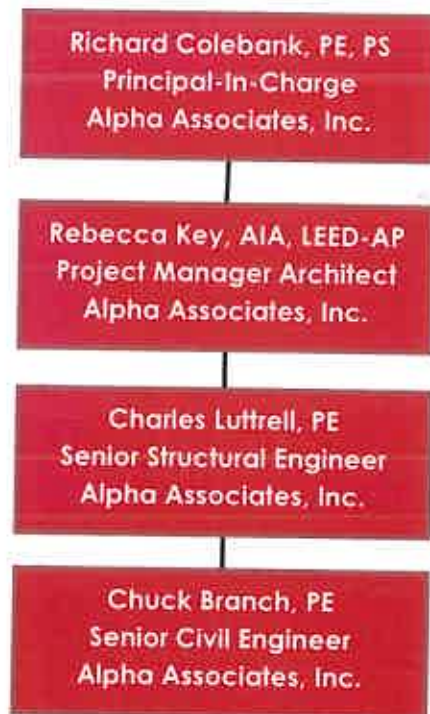 Richard Colebank, PE, PS
Principal-In-Charge
Alpha Associates, Inc.
Rebecca Key, AIA, LEED-AP
Project Manager Architect
Alpha Associates, Inc.
Charles Luttrell, PE
Senior Structural Engineer
Alpha Associates, Inc.
Chuck Branch, PE
Senior Civil Engineer
Alpha Associates, Inc.